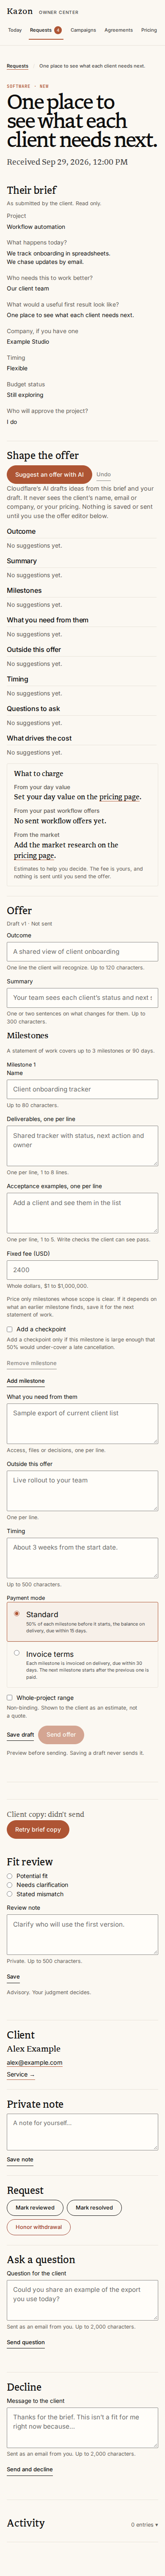 Kazon OWNER CENTER
Today Requests 4 Campaigns Agreements Pricing
Requests One place to see what each client needs next.
SOFTWARE · NEW
One place to
see what each
client needs next.
Received Sep 29, 2026, 12:00 PM
Their brief
As submitted by the client. Read only.
Project
Workflow automation
What happens today?
We track onboarding in spreadsheets.
We chase updates by email.
Who needs this to work better?
Our client team
What would a useful first result look like?
One place to see what each client needs next.
Company, if you have one
Example Studio
Timing
Flexible
Budget status
Still exploring
Who will approve the project?
I do
Shape the offer
Suggest an offer with AI Undo
Cloudflare's AI drafts ideas from this brief and your
draft. It never sees the client's name, email or
company, or your pricing. Nothing is saved or sent
until you use the offer editor below.
Outcome
No suggestions yet.
Summary
No suggestions yet.
Milestones
No suggestions yet.
What you need from them
No suggestions yet.
Outside this offer
No suggestions yet.
Timing
No suggestions yet.
Questions to ask
No suggestions yet.
What drives the cost
No suggestions yet.
What to charge
From your day value
Set your day value on the pricing page.
From your past workflow offers
No sent workflow offers yet.
From the market
Add the market research on the
pricing page.
Estimates to help you decide. The fee is yours, and
nothing is sent until you send the offer.
Offer
Draft v1 · Not sent
Outcome
A shared view of client onboarding
One line the client will recognize. Up to 120 characters.
Summary
Your team sees each client's status and next s
One or two sentences on what changes for them. Up to
300 characters.
Milestones
A statement of work covers up to 3 milestones or 90 days.
Milestone 1
Name
Client onboarding tracker
Up to 80 characters.
Deliverables, one per line
Shared tracker with status, next action and
owner
One per line, 1 to 8 lines.
Acceptance examples, one per line
Add a client and see them in the list
One per line, 1 to 5. Write checks the client can see pass.
Fixed fee (USD)
2400
Whole dollars, $1 to $1,000,000.
Price only milestones whose scope is clear. If it depends on
what an earlier milestone finds, save it for the next
statement of work.
Add a checkpoint
Add a checkpoint only if this milestone is large enough that
50% would under-cover a late cancellation.
Remove milestone
Add milestone
What you need from them
Sample export of current client list
Access, files or decisions, one per line.
Outside this offer
Live rollout to your team
One per line.
Timing
About 3 weeks from the start date.
Up to 500 characters.
Payment mode
Standard
50% of each milestone before it starts, the balance on
delivery, due within 15 days.
Invoice terms
Each milestone is invoiced on delivery, due within 30
days. The next milestone starts after the previous one is
paid.
Whole-project range
Non-binding. Shown to the client as an estimate, not
a quote.
Save draft Send offer
Preview before sending. Saving a draft never sends it.
Client copy: didn't send
Retry brief copy
Fit review
Potential fit
Needs clarification
Stated mismatch
Review note
Clarify who will use the first version.
Private. Up to 500 characters.
Save
Advisory. Your judgment decides.
Client
Alex Example
alex@example.com
Service →
Private note
A note for yourself...
Save note
Request
Mark reviewed Mark resolved
Honor withdrawal
Ask a question
Question for the client
Could you share an example of the export
you use today?
Sent as an email from you. Up to 2,000 characters.
Send question
Decline
Message to the client
Thanks for the brief. This isn't a fit for me
right now because...
Sent as an email from you. Up to 2,000 characters.
Send and decline
Activity 0 entries ▾